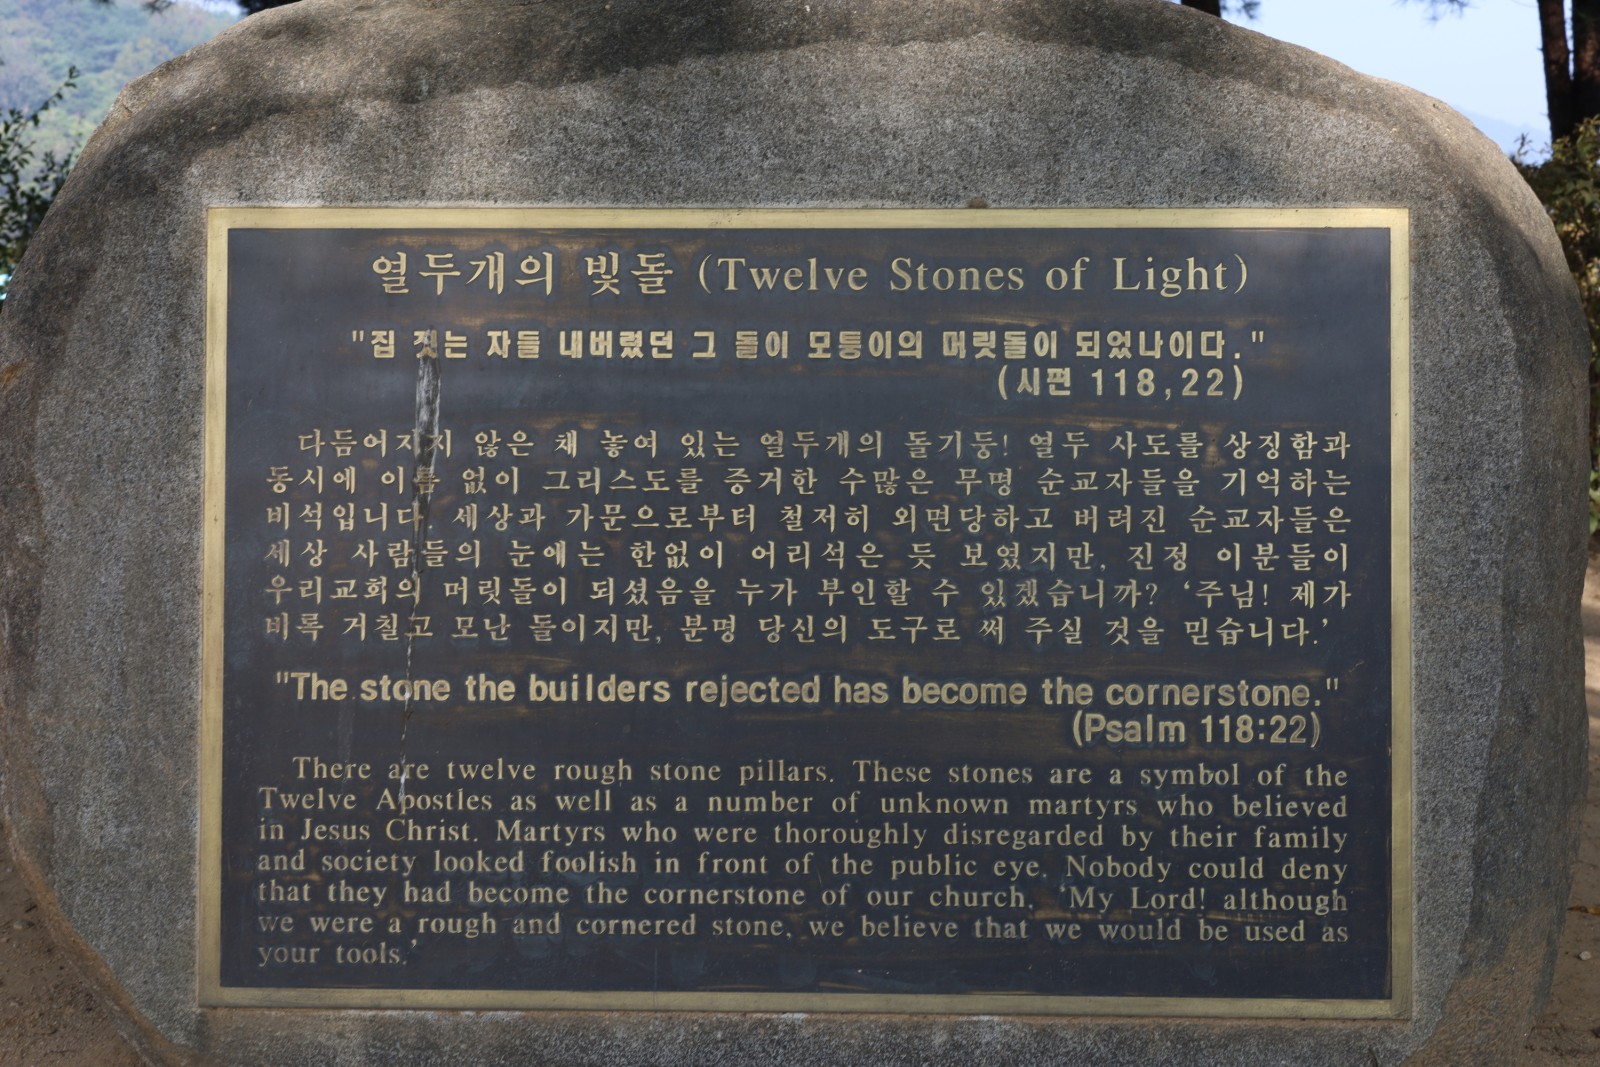 열두개의 빛돌 (Twelve Stones of Light)
"집 짓는 자들 내버렸던 그 돌이 모퉁이의 머릿돌이 되었나이다."
(시편 118,22)
다듬어지지 않은 채 놓여 있는 열두개의 돌기둥! 열두 사도를 상징함과
동시에 이름 없이 그리스도를 증거한 수많은 무명 순교자들을 기억하는
비석입니다. 세상과 가문으로부터 철저히 외면당하고 버려진 순교자들은
세상 사람들의 눈에는 한없이 어리석은 듯 보였지만, 진정 이분들이
우리교회의 머릿돌이 되셨음을 누가 부인할 수 있겠습니까? ‘주님! 제가
비록 거칠고 모난 돌이지만, 분명 당신의 도구로 써 주실 것을 믿습니다.’
"The stone the builders rejected has become the cornerstone."
(Psalm 118:22)
There are twelve rough stone pillars. These stones are a symbol of the
Twelve Apostles as well as a number of unknown martyrs who believed
in Jesus Christ. Martyrs who were thoroughly disregarded by their family
and society looked foolish in front of the public eye. Nobody could deny
that they had become the cornerstone of our church. ‘My Lord! although
we were a rough and cornered stone, we believe that we would be used as
your tools.’